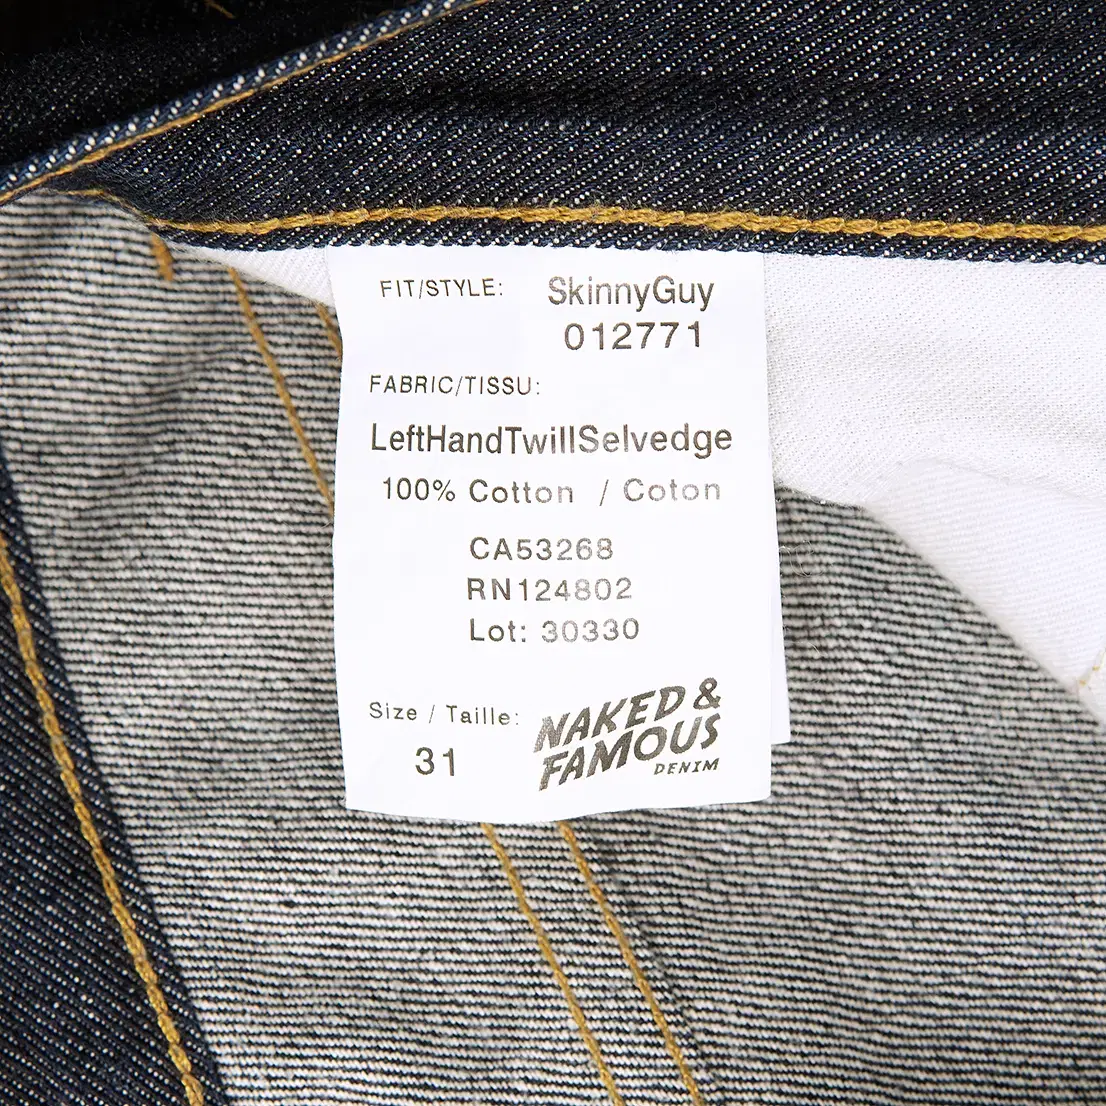 FIT/STYLE: SkinnyGuy
012771
FABRIC/TISSU:
LeftHandTwillSelvedge
100% Cotton / Coton
CA53268
RN124802
Lot: 30330
Size / Taille:
31
NAKED &
FAMOUS
DENIM